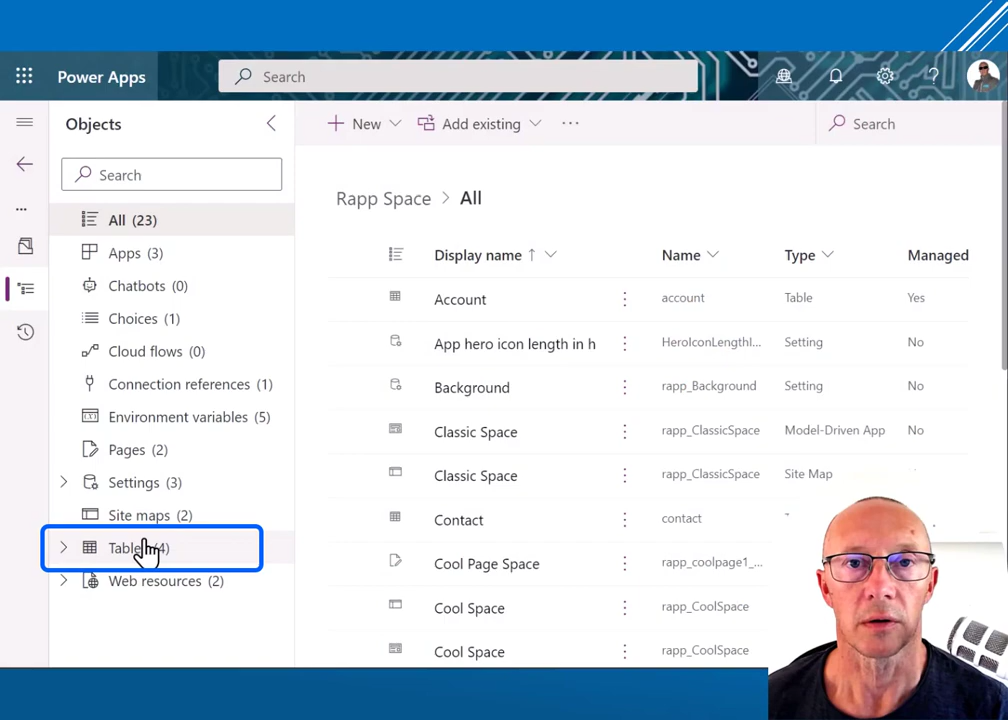 Power Apps
Search
Objects
New
Add existing
Search
Search
Rapp Space > All
All (23)
Display name ↑
Name
Type
Managed
Apps (3)
Account
account
Table
Yes
Chatbots (0)
Choices (1)
App hero icon length in h
HeroIconLengthI...
Setting
No
Cloud flows (0)
Connection references (1)
Background
rapp_Background
Setting
No
Environment variables (5)
Classic Space
rapp_ClassicSpace
Model-Driven App
No
Pages (2)
Settings (3)
Classic Space
rapp_ClassicSpace
Site Map
Site maps (2)
Contact
contact
(4)
Cool Page Space
rapp_coolpage1_...
Web resources (2)
Cool Space
rapp_CoolSpace
Cool Space
rapp_CoolSpace